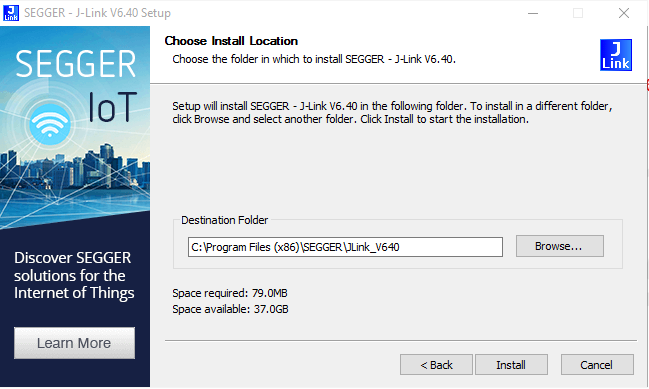 SEGGER - J-Link V6.40 Setup
SEGGER
IoT
Discover SEGGER
solutions for the
Internet of Things
Learn More
Choose Install Location
Choose the folder in which to install SEGGER - J-Link V6.40.
J
Link
Setup will install SEGGER - J-Link V6.40 in the following folder. To install in a different folder,
click Browse and select another folder. Click Install to start the installation.
Destination Folder
C:\Program Files (x86)\SEGGER\JLink_V640
Browse...
Space required: 79.0MB
Space available: 37.0GB
< Back
Install
Cancel